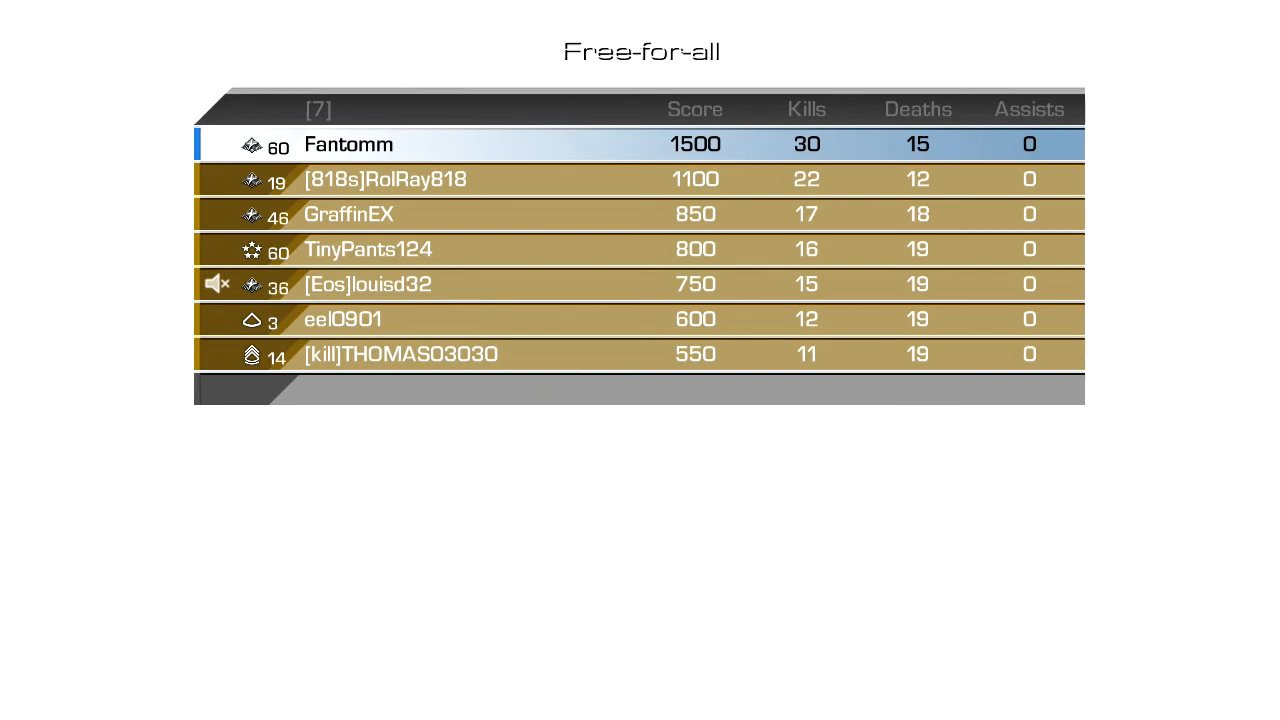 Free-for-all
[7] Score Kills Deaths Assists
60 Fantomm 1500 30 15 0
19 [818s]RolRay818 1100 22 12 0
46 GraffinEX 850 17 18 0
60 TinyPants124 800 16 19 0
36 [Eos]louisd32 750 15 19 0
3 eel0901 600 12 19 0
14 [kill]THOMAS03030 550 11 19 0